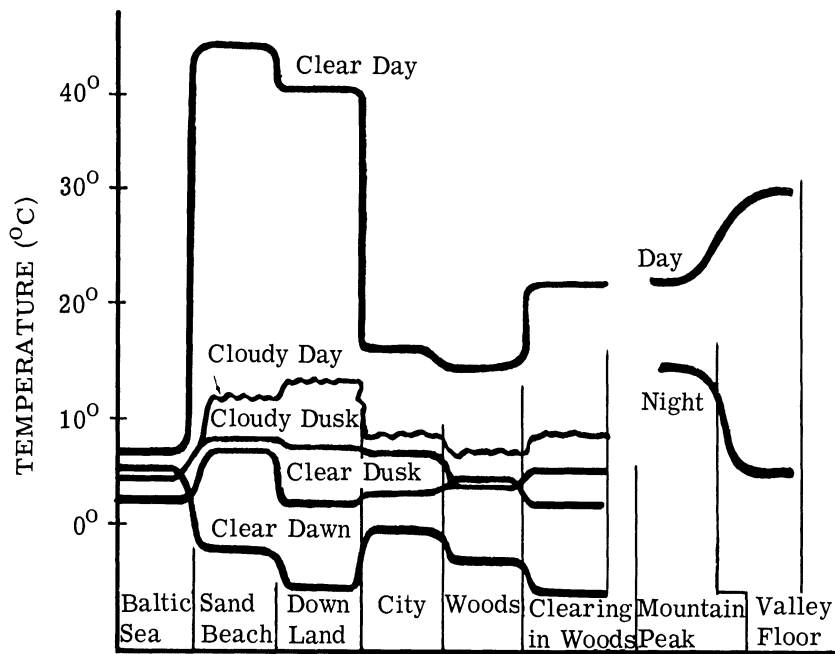 TEMPERATURE (°C)
40°
30°
20°
10°
0°
Clear Day
Day
Cloudy Day
Cloudy Dusk
Night
Clear Dusk
Clear Dawn
Baltic
Sea
Sand
Beach
Down
Land
City
Woods
Clearing
in Woods
Mountain
Peak
Valley
Floor